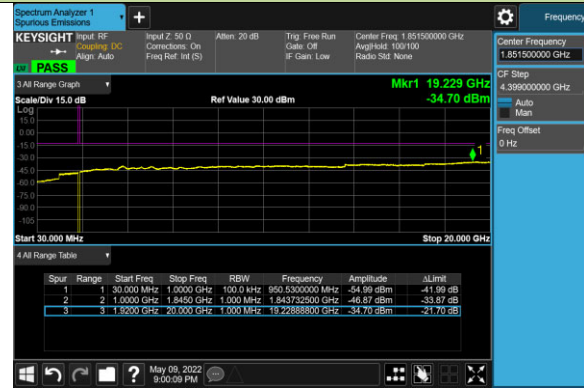 Spectrum Analyzer 1
Spurious Emissions
Frequency
KEYSIGHT
Input: RF
Coupling: DC
Align: Auto
Input Z: 50 Ω
Corrections: On
Freq Ref: Int (S)
Atten: 20 dB
Trig: Free Run
Gate: Off
IF Gain: Low
Center Freq: 1.851500000 GHz
Avg|Hold: 100/100
Radio Std: None
PASS
Center Frequency
1.851500000 GHz
CF Step
4.399000000 GHz
Auto
Man
Freq Offset
0 Hz
3 All Range Graph
Mkr1 19.229 GHz
Scale/Div 15.0 dB
Ref Value 30.00 dBm
-34.70 dBm
Log
15.0
0.00
-15.0
-30.0
-45.0
-60.0
-75.0
-90.0
-105
1
Start 30.000 MHz
Stop 20.000 GHz
4 All Range Table
Spur Range Start Freq Stop Freq RBW Frequency Amplitude ΔLimit
1 1 30.000 MHz 1.0000 GHz 100.0 kHz 950.5300000 MHz -54.99 dBm -41.99 dB
2 2 1.0000 GHz 1.8450 GHz 1.000 MHz 1.843732500 GHz -46.87 dBm -33.87 dB
3 3 1.9200 GHz 20.000 GHz 1.000 MHz 19.22888800 GHz -34.70 dBm -21.70 dB
?
May 09, 2022
9:00:09 PM